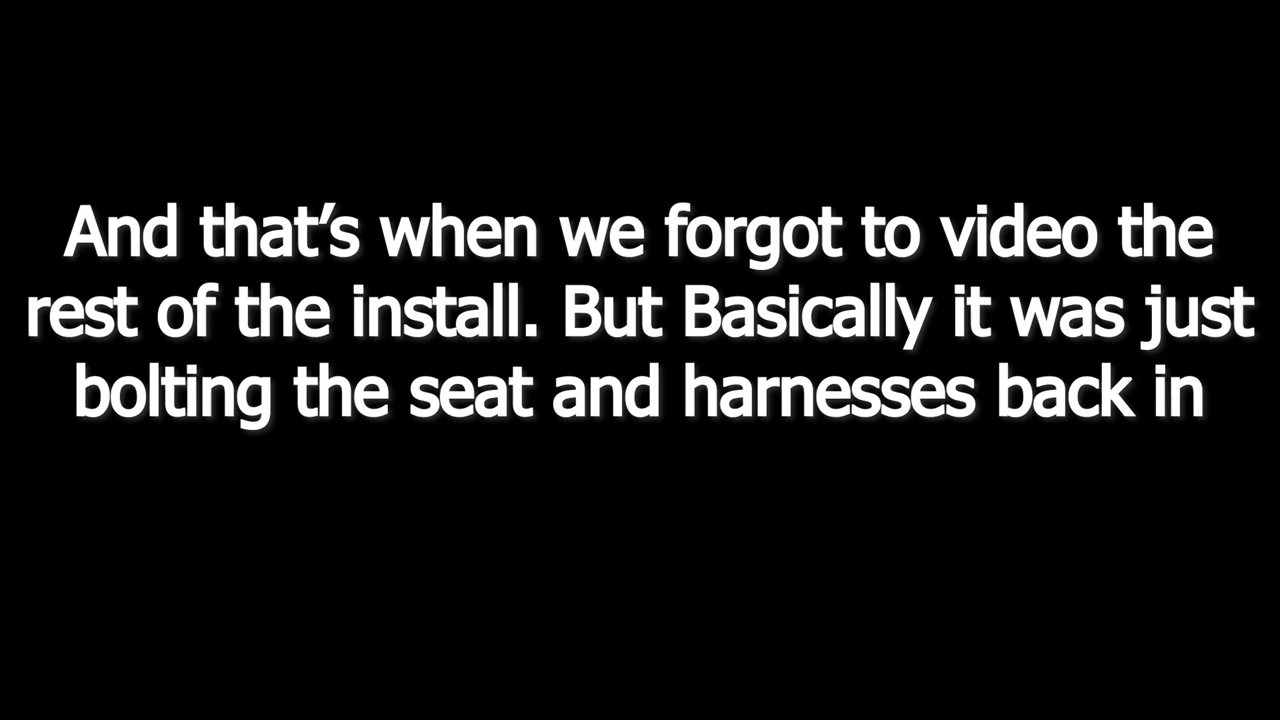 And that’s when we forgot to video the
rest of the install. But Basically it was just
bolting the seat and harnesses back in